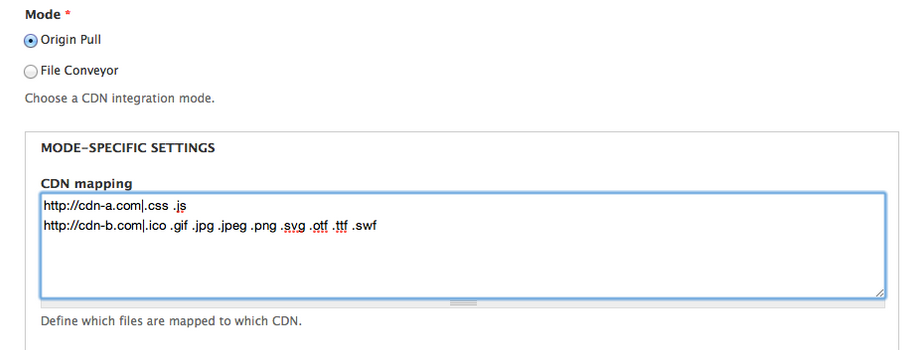 Mode *
Origin Pull
File Conveyor
Choose a CDN integration mode.
MODE-SPECIFIC SETTINGS
CDN mapping
http://cdn-a.com|.css .js
http://cdn-b.com|.ico .gif .jpg .jpeg .png .svg .otf .ttf .swf
Define which files are mapped to which CDN.